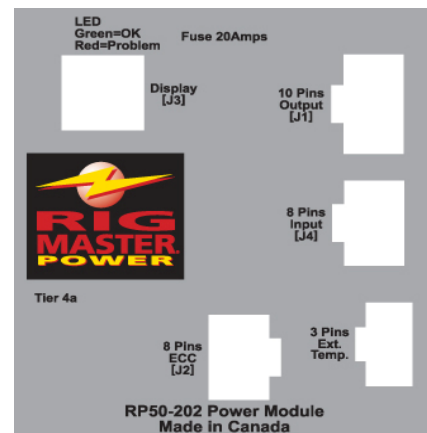 LED
Green=OK
Red=Problem
Fuse 20Amps
Display
[J3]
10 Pins
Output
[J1]
RIG
MASTER
POWER
8 Pins
Input
[J4]
Tier 4a
8 Pins
ECC
[J2]
3 Pins
Ext.
Temp.
RP50-202 Power Module
Made in Canada